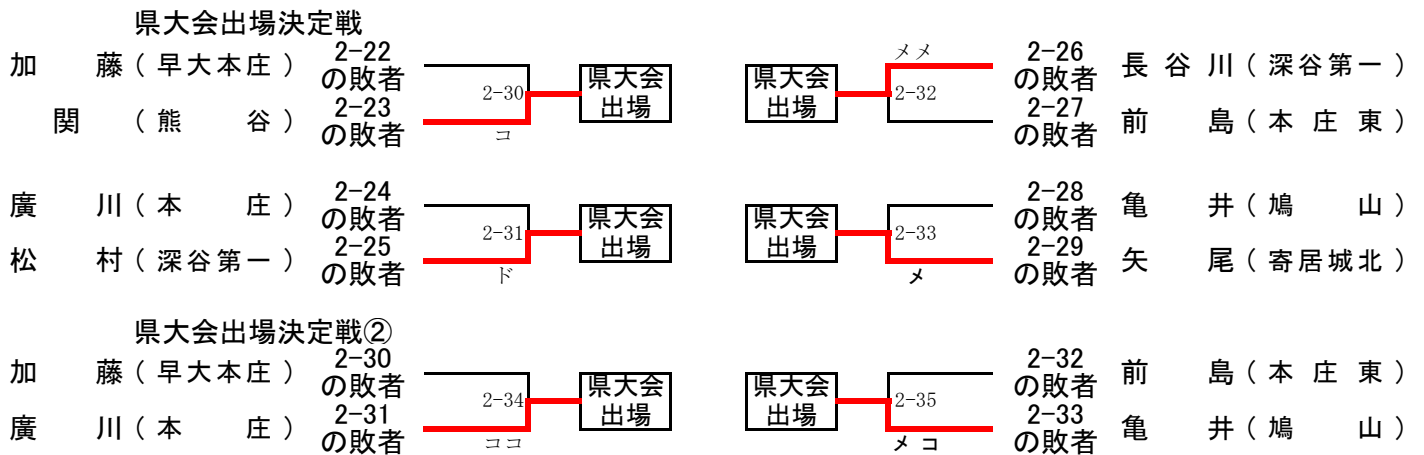 県大会出場決定戦
加　　藤（早大本庄） 2-22の敗者 2-30 県大会出場
関　（熊　　谷） 2-23の敗者 コ
県大会出場 2-32 メメ 2-26の敗者 長谷川（深谷第一）
2-27の敗者 前　　島（本庄東）
廣　　川（本　　庄） 2-24の敗者 2-31 県大会出場
松　　村（深谷第一） 2-25の敗者 ド
県大会出場 2-33 2-28の敗者 亀　　井（鳩　　山）
メ 2-29の敗者 矢　　尾（寄居城北）
県大会出場決定戦②
加　　藤（早大本庄） 2-30の敗者 2-34 県大会出場
廣　　川（本　　庄） 2-31の敗者 ココ
県大会出場 2-35 2-32の敗者 前　　島（本庄東）
メコ 2-33の敗者 亀　　井（鳩　　山）